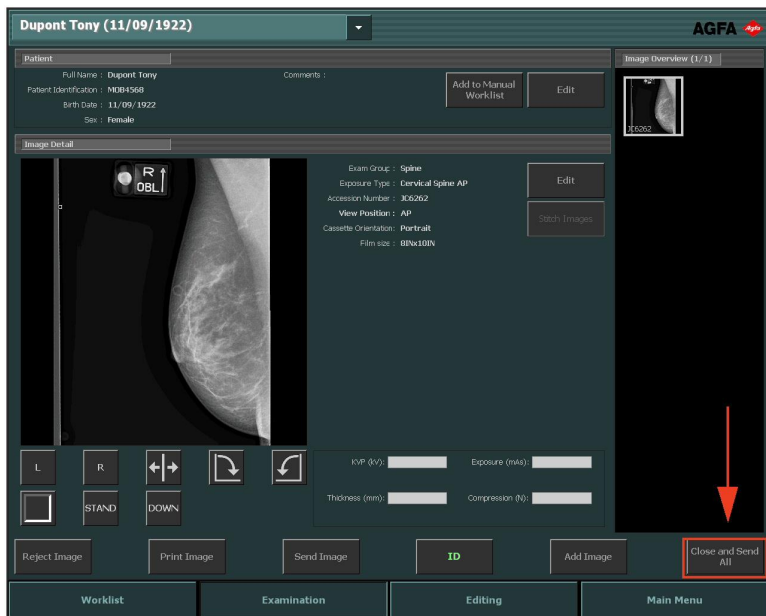 Dupont Tony (11/09/1922)
AGFA
Agfa
Patient
Full Name : Dupont Tony
Patient Identification : MOB4568
Birth Date : 11/09/1922
Sex : Female
Comments :
Add to Manual
Worklist
Edit
Image Overview (1/1)
JC6262
Image Detail
R
OBL
Exam Group : Spine
Exposure Type : Cervical Spine AP
Accession Number : JC6262
View Position : AP
Cassette Orientation: Portrait
Film size : 8INx10IN
Edit
Stitch Images
L
R
STAND
DOWN
KVP (kV):
Exposure (mAs):
Thickness (mm):
Compression (N):
Reject Image
Print Image
Send Image
ID
Add Image
Close and Send
All
Worklist
Examination
Editing
Main Menu